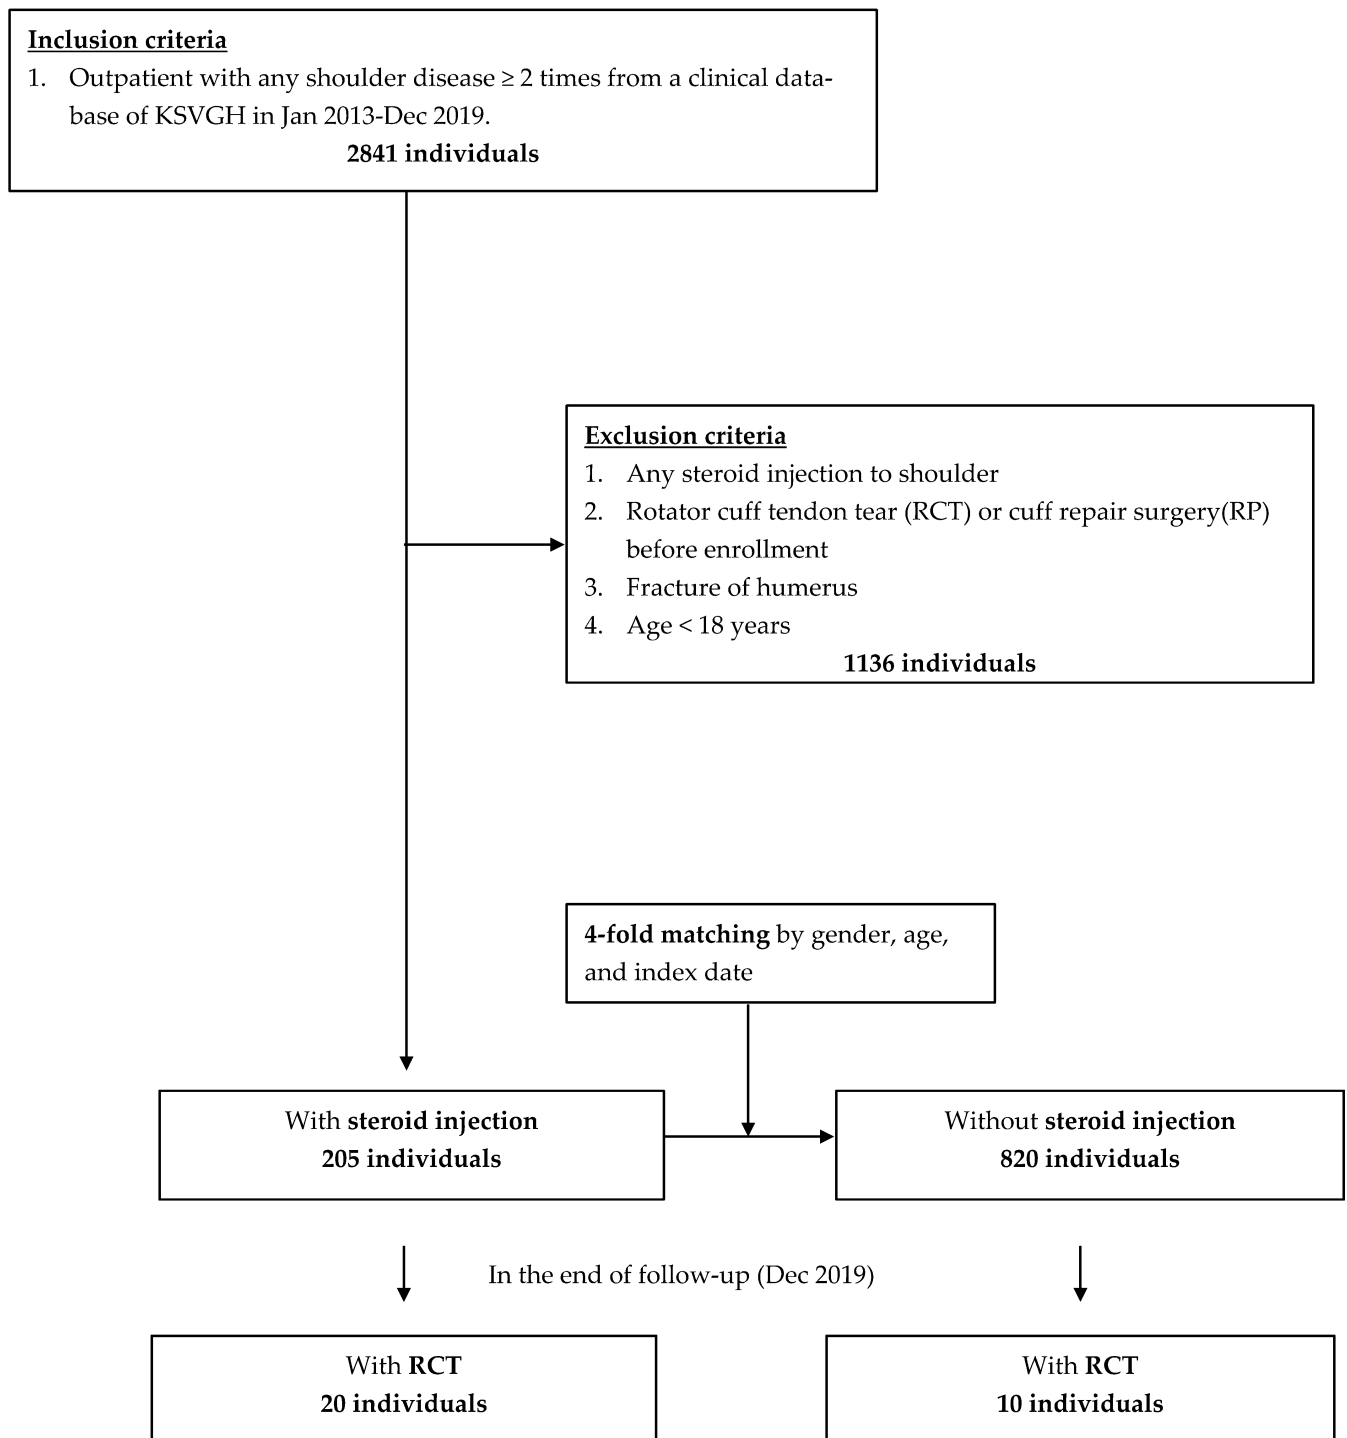 Inclusion criteria
1. Outpatient with any shoulder disease ≥ 2 times from a clinical data-
base of KSVGH in Jan 2013-Dec 2019.
2841 individuals
Exclusion criteria
1. Any steroid injection to shoulder
2. Rotator cuff tendon tear (RCT) or cuff repair surgery(RP)
before enrollment
3. Fracture of humerus
4. Age < 18 years
1136 individuals
4-fold matching by gender, age,
and index date
With steroid injection
205 individuals
Without steroid injection
820 individuals
In the end of follow-up (Dec 2019)
With RCT
20 individuals
With RCT
10 individuals